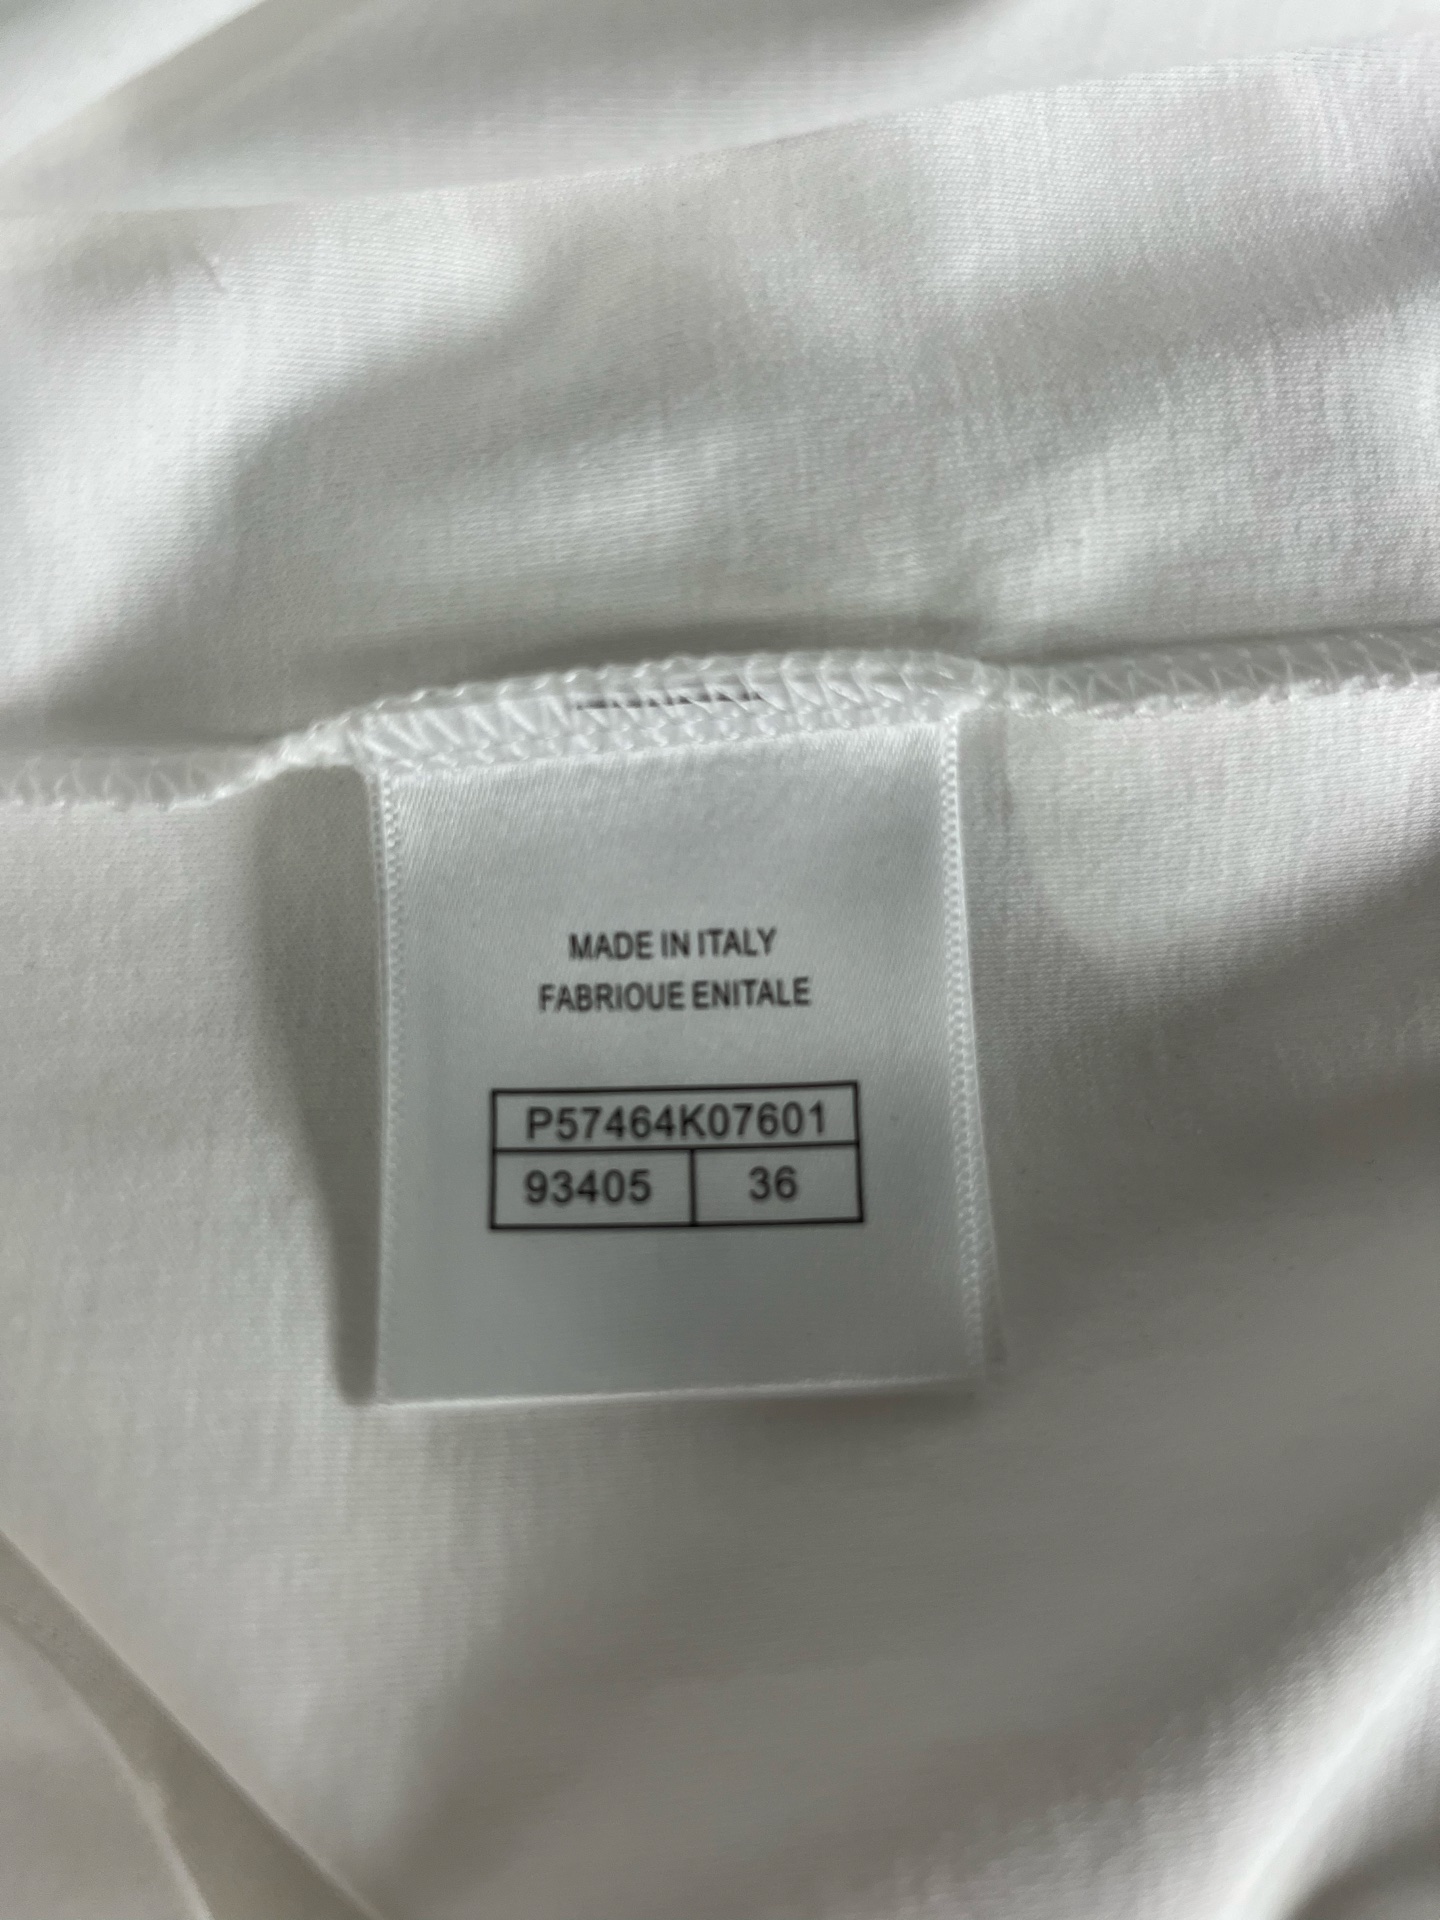 MADE IN ITALY
FABRIOUE ENITALE
P57464K07601
93405 36